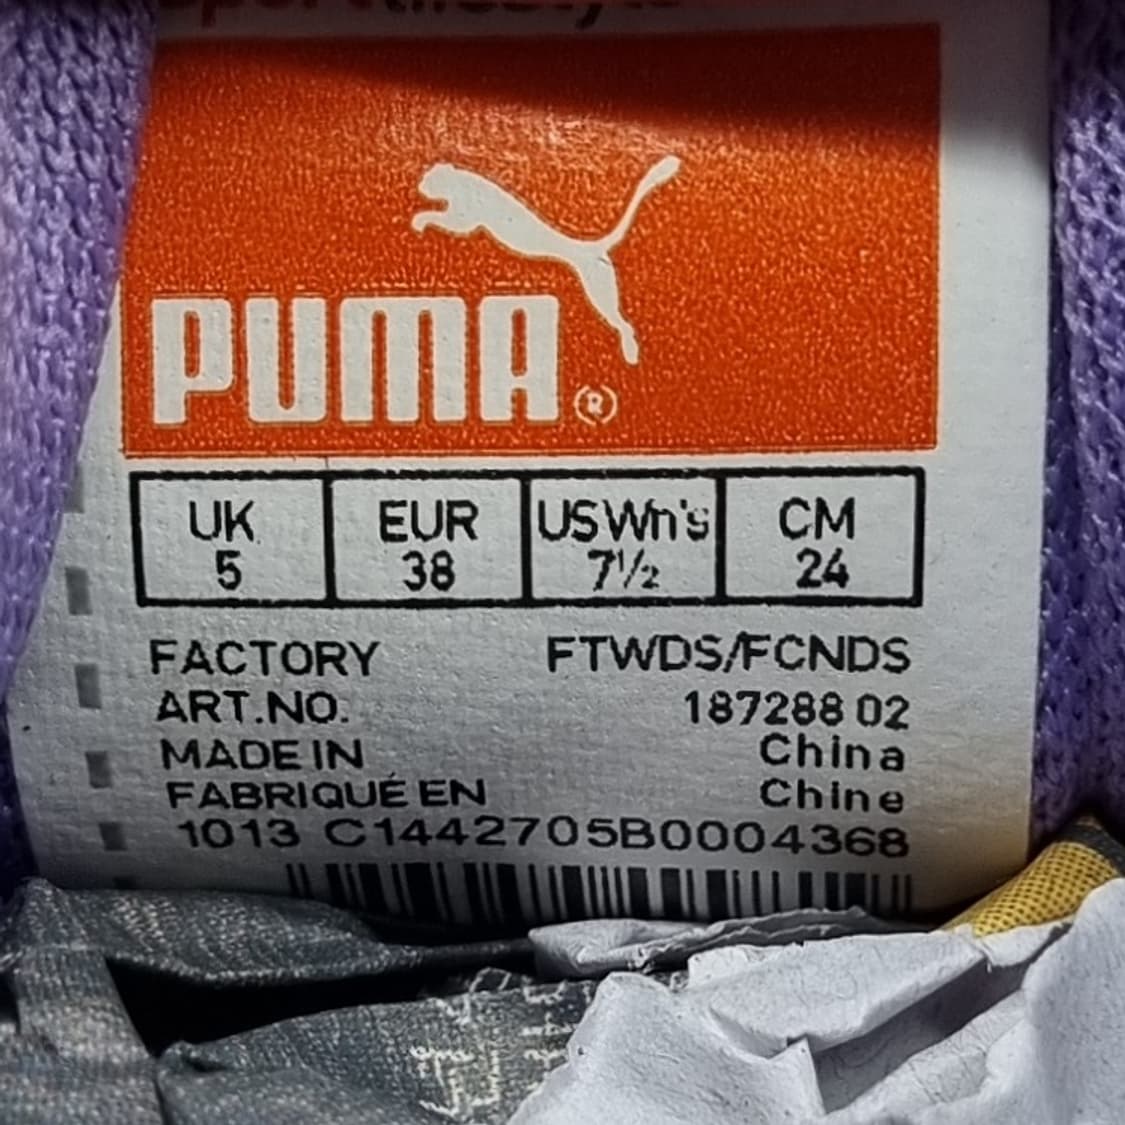 sportlifestyle
PUMA®
UK EUR US Wn's CM
5 38 7½ 24
FACTORY FTWDS/FCNDS
ART.NO. 187288 02
MADE IN China
FABRIQUÉ EN Chine
1013 C1442705B0004368